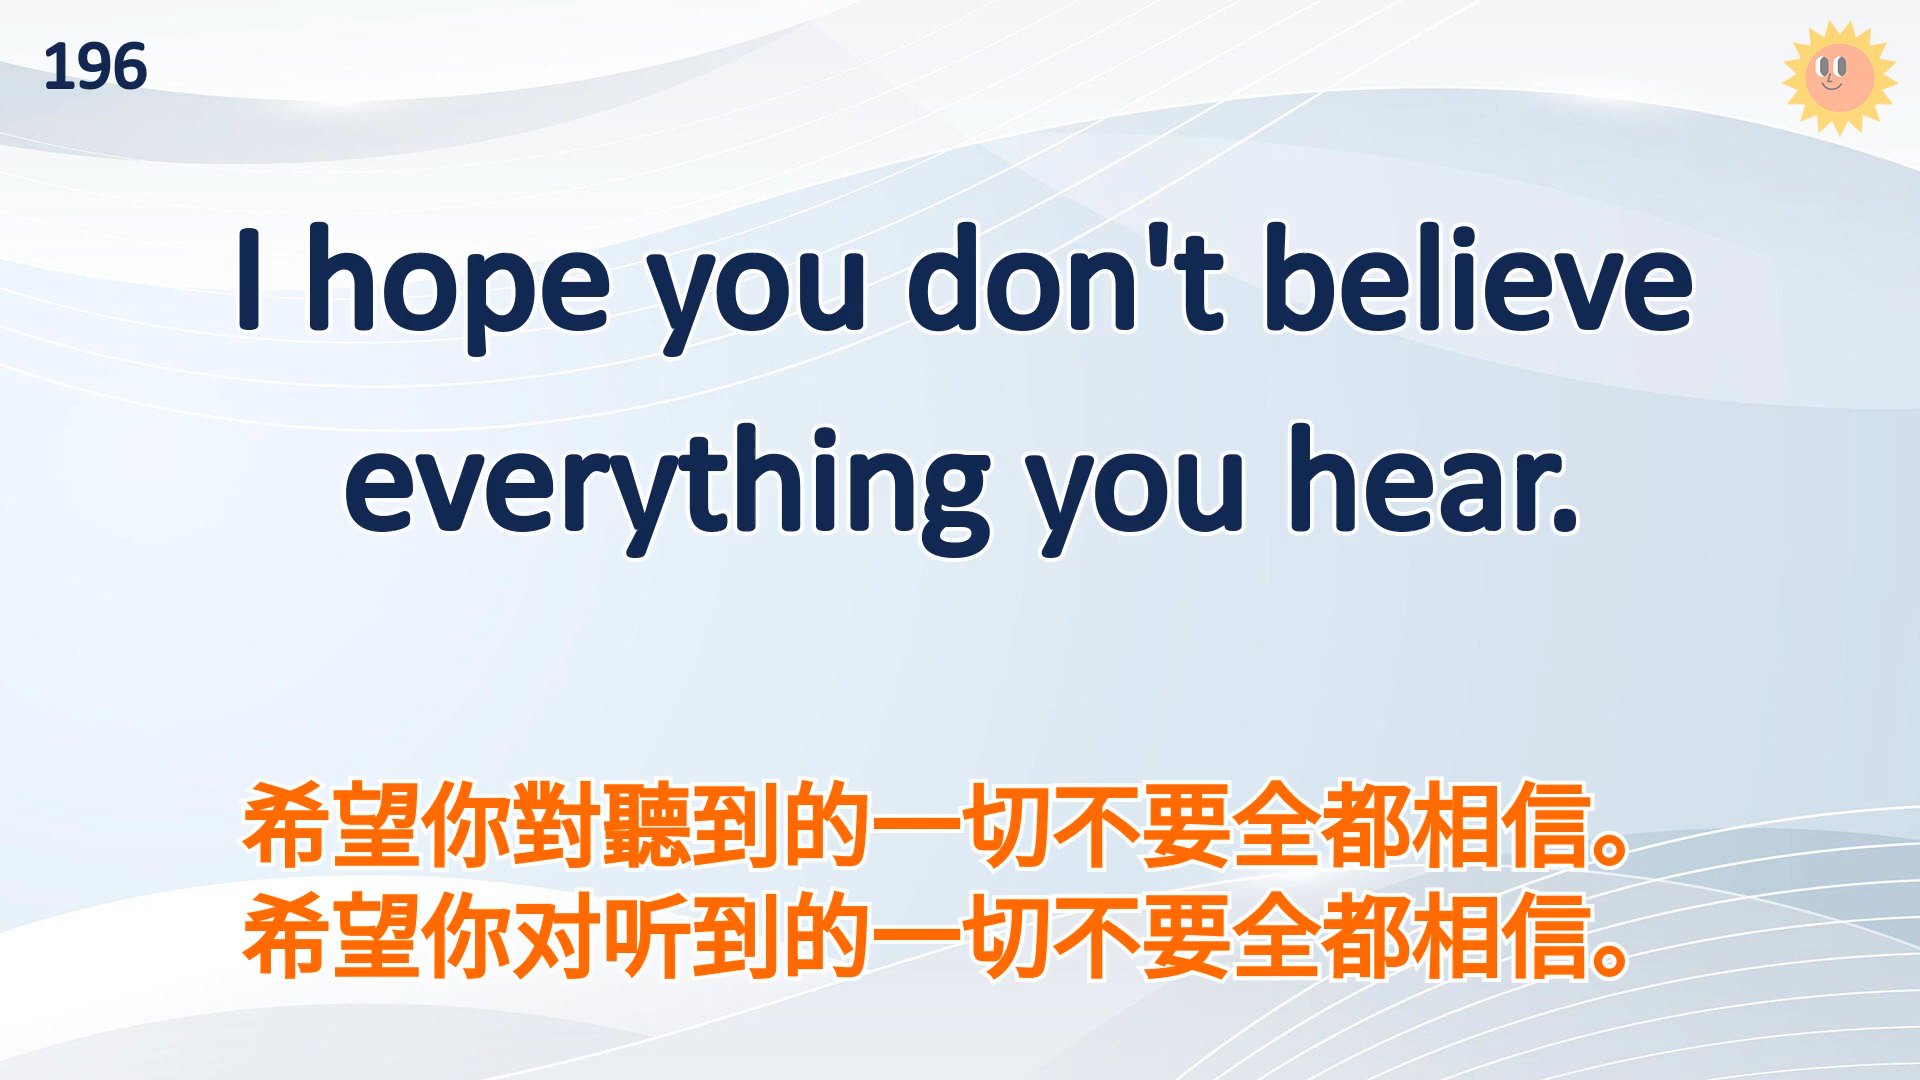 196
I hope you don't believe
everything you hear.
希望你對聽到的一切不要全都相信。
希望你对听到的一切不要全都相信。